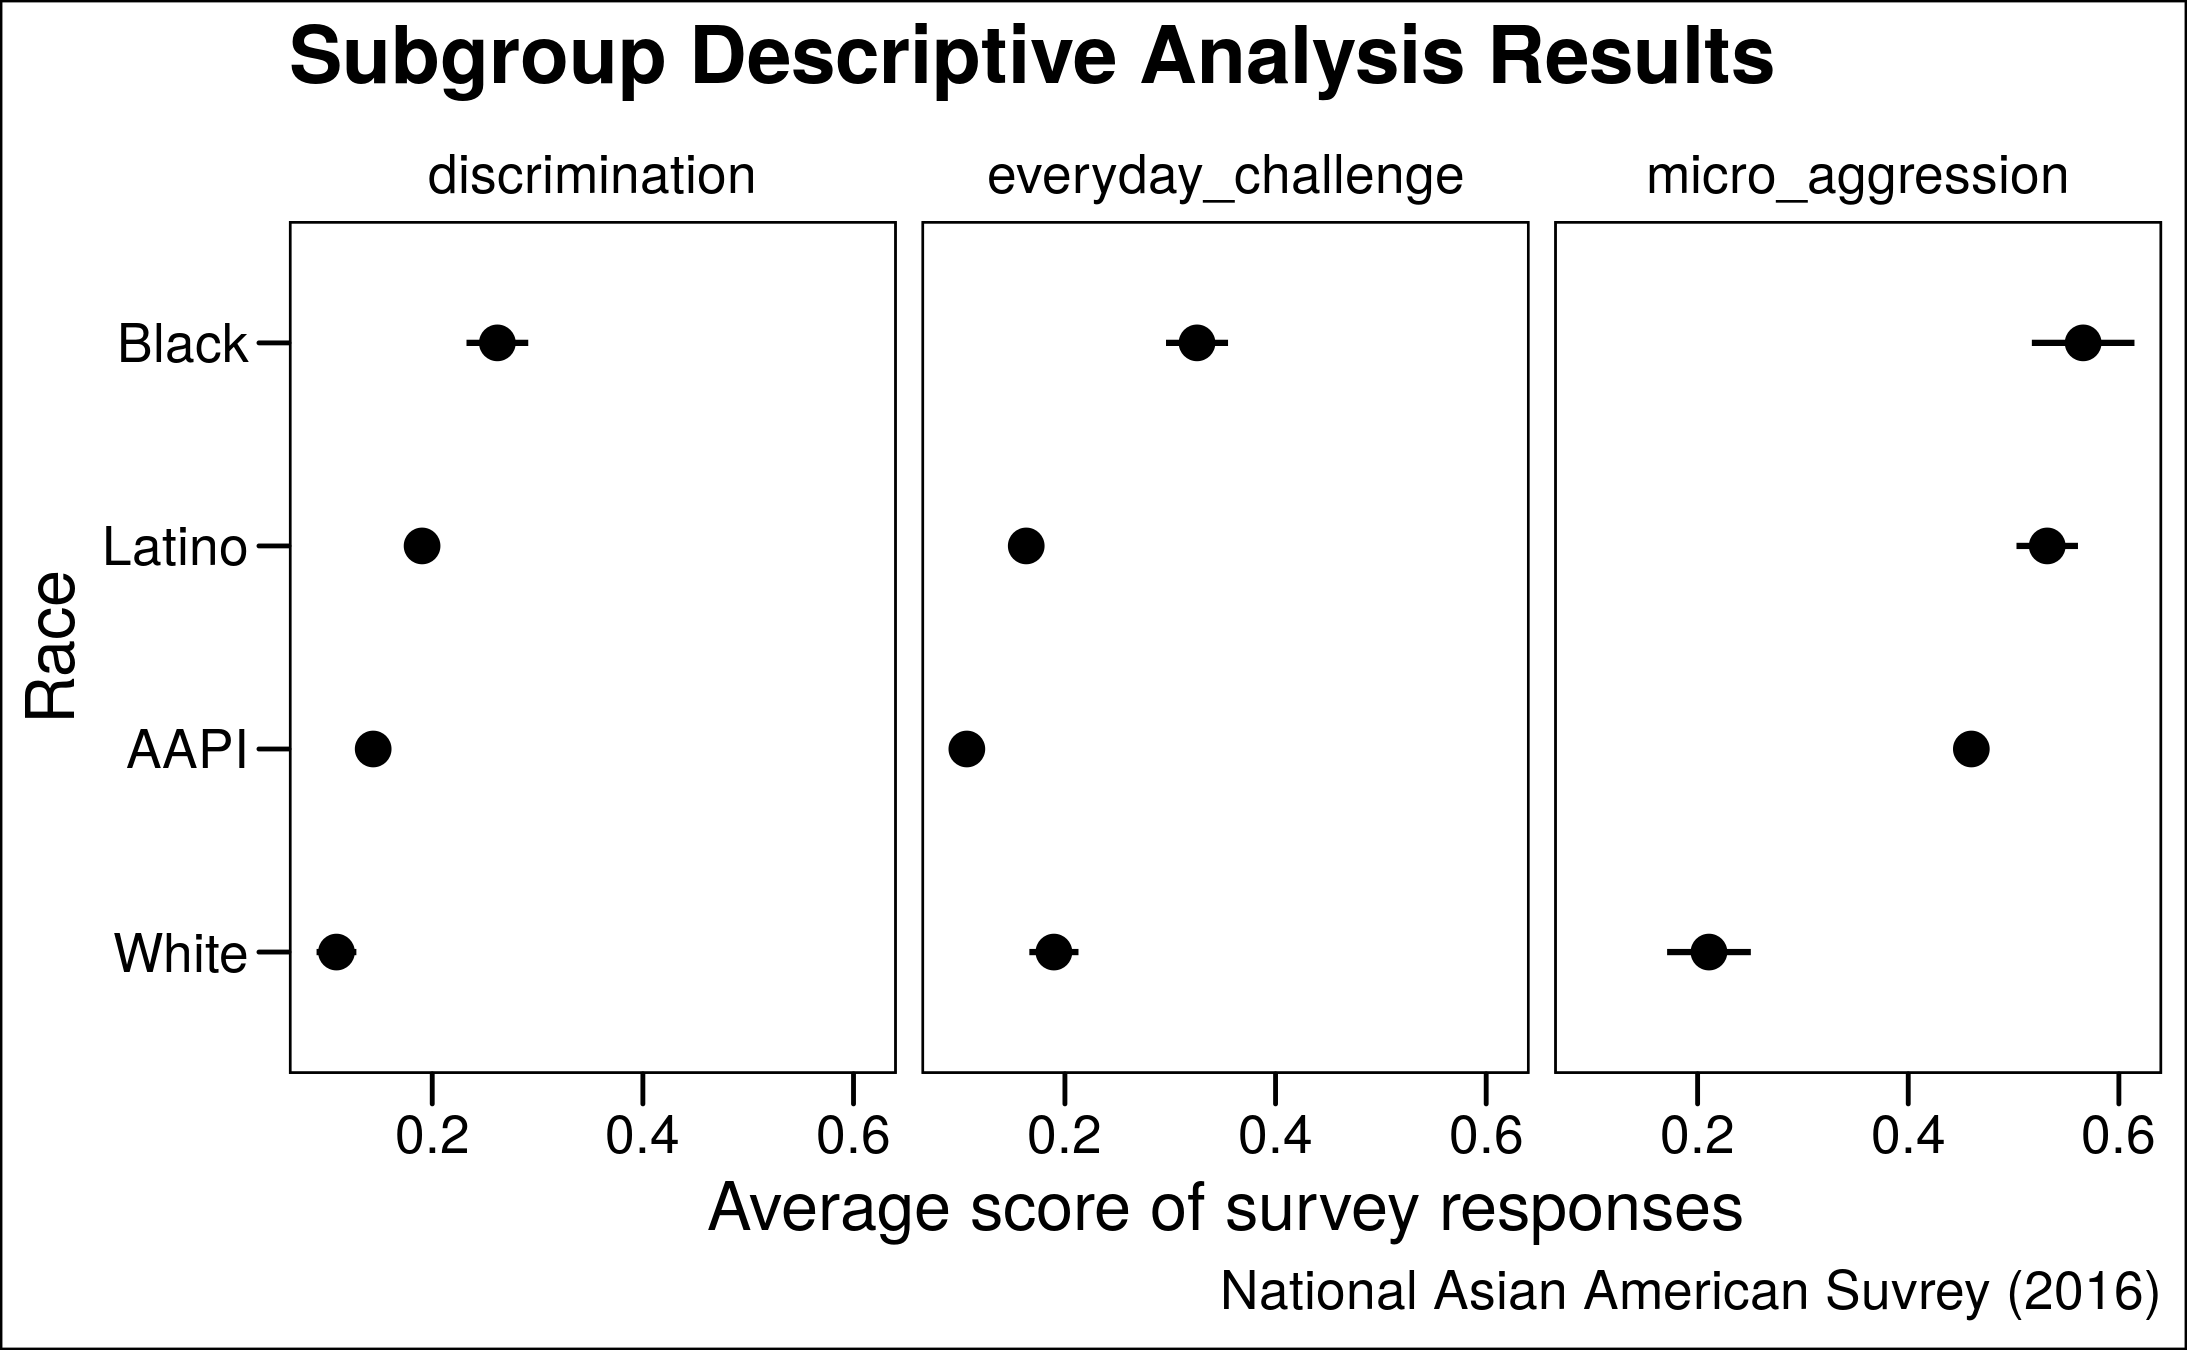 Subgroup Descriptive Analysis Results
discrimination everyday_challenge micro_aggression
Race
Black
Latino
AAPI
White
0.2 0.4 0.6 0.2 0.4 0.6 0.2 0.4 0.6
Average score of survey responses
National Asian American Suvrey (2016)